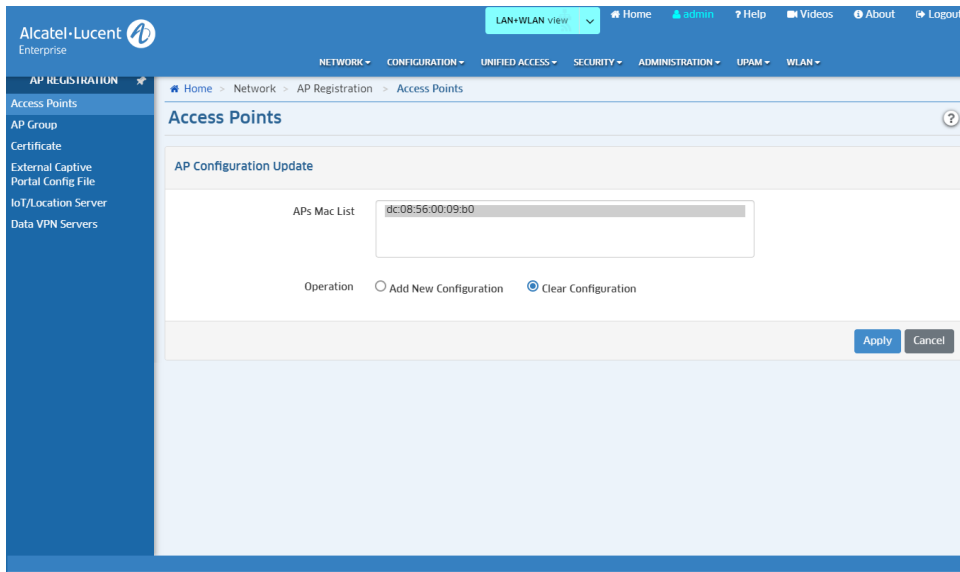 Alcatel·Lucent
Enterprise
LAN+WLAN view
Home
admin
? Help
Videos
About
Logout
NETWORK
CONFIGURATION
UNIFIED ACCESS
SECURITY
ADMINISTRATION
UPAM
WLAN
AP REGISTRATION
Access Points
AP Group
Certificate
External Captive
Portal Config File
IoT/Location Server
Data VPN Servers
Home > Network > AP Registration > Access Points
Access Points
?
AP Configuration Update
APs Mac List
dc:08:56:00:09:b0
Operation
Add New Configuration
Clear Configuration
Apply
Cancel